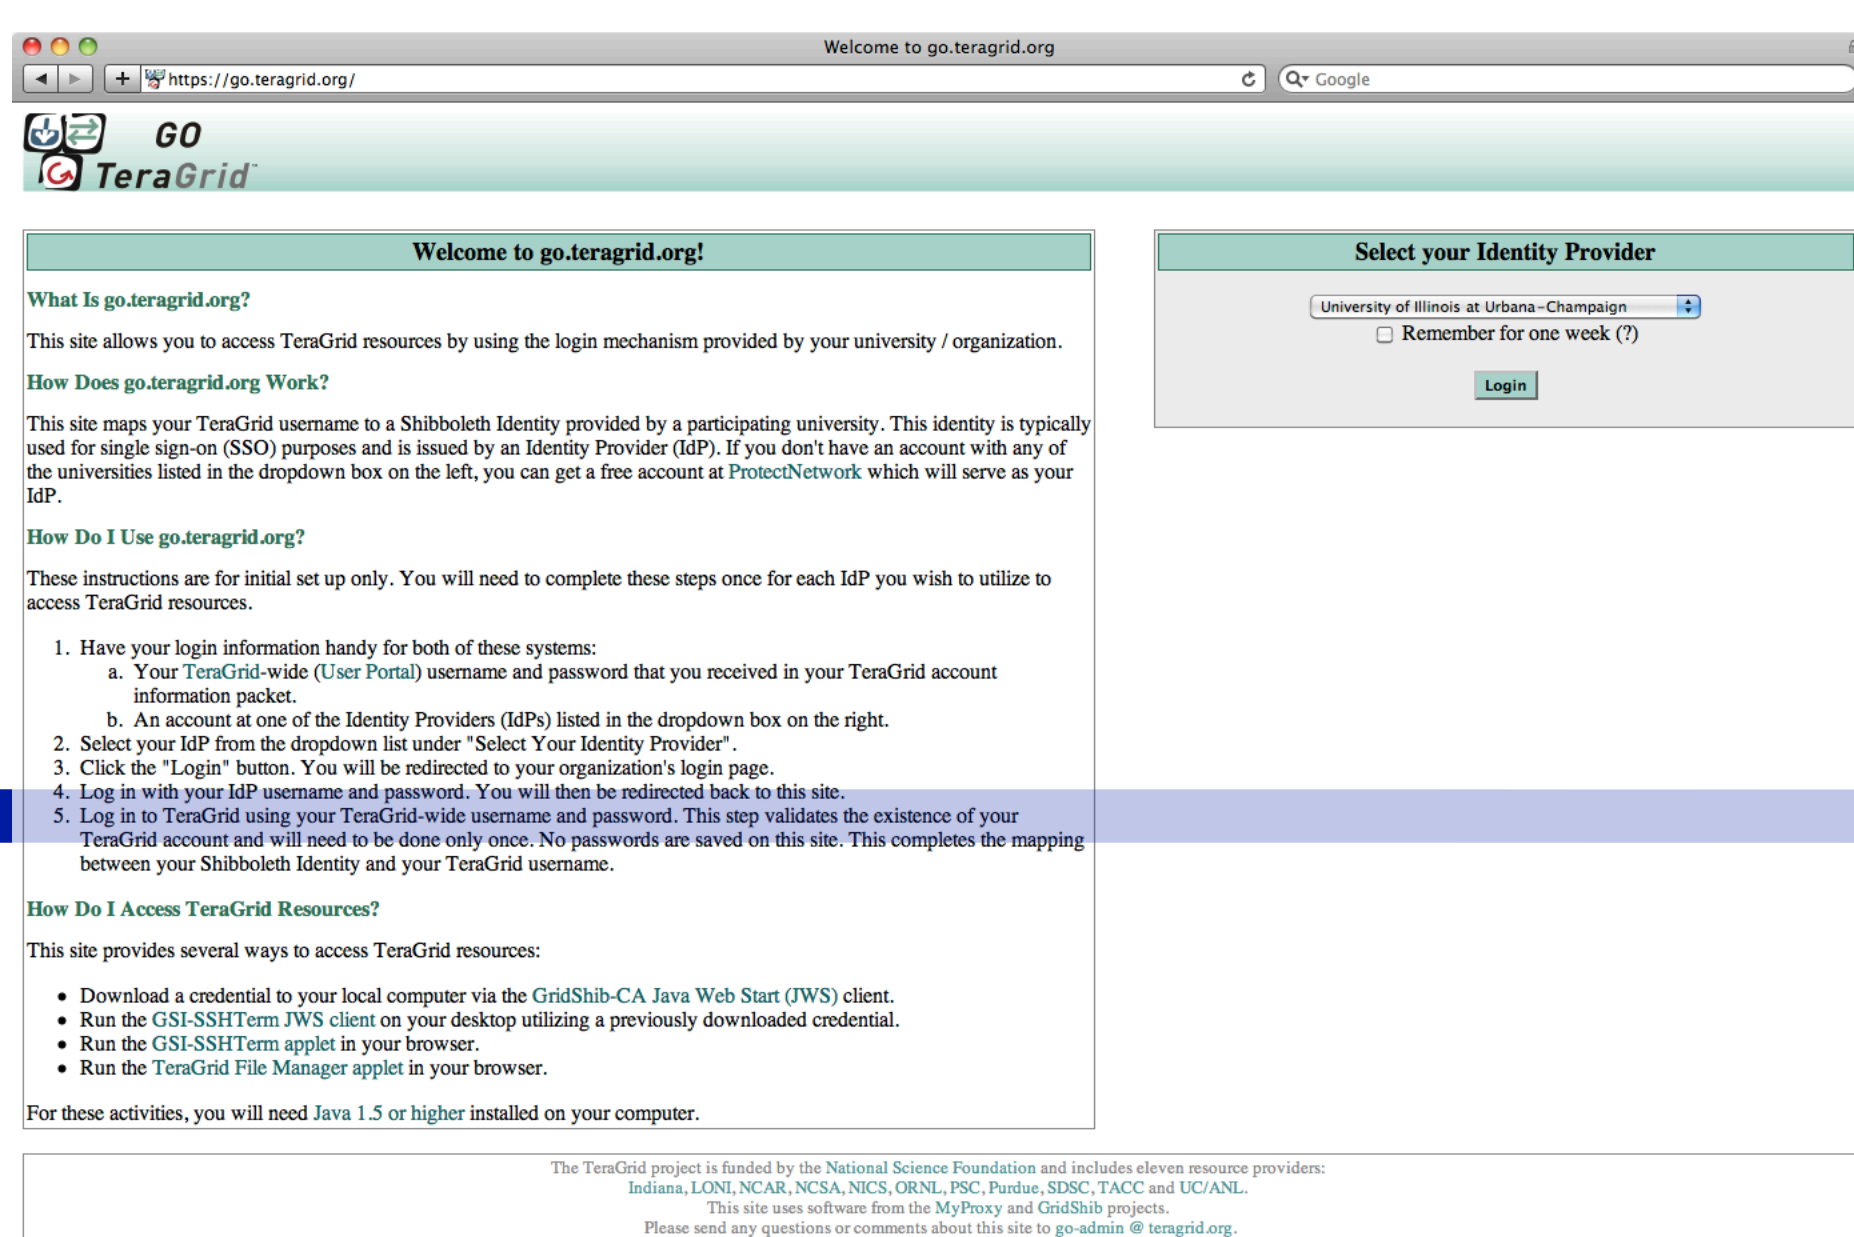 Welcome to go.teragrid.org
https://go.teragrid.org/
Google
GO
TeraGrid™
Welcome to go.teragrid.org!
What Is go.teragrid.org?
This site allows you to access TeraGrid resources by using the login mechanism provided by your university / organization.
How Does go.teragrid.org Work?
This site maps your TeraGrid username to a Shibboleth Identity provided by a participating university. This identity is typically
used for single sign-on (SSO) purposes and is issued by an Identity Provider (IdP). If you don't have an account with any of
the universities listed in the dropdown box on the left, you can get a free account at ProtectNetwork which will serve as your
IdP.
How Do I Use go.teragrid.org?
These instructions are for initial set up only. You will need to complete these steps once for each IdP you wish to utilize to
access TeraGrid resources.
1. Have your login information handy for both of these systems:
a. Your TeraGrid-wide (User Portal) username and password that you received in your TeraGrid account
information packet.
b. An account at one of the Identity Providers (IdPs) listed in the dropdown box on the right.
2. Select your IdP from the dropdown list under "Select Your Identity Provider".
3. Click the "Login" button. You will be redirected to your organization's login page.
4. Log in with your IdP username and password. You will then be redirected back to this site.
5. Log in to TeraGrid using your TeraGrid-wide username and password. This step validates the existence of your
TeraGrid account and will need to be done only once. No passwords are saved on this site. This completes the mapping
between your Shibboleth Identity and your TeraGrid username.
How Do I Access TeraGrid Resources?
This site provides several ways to access TeraGrid resources:
• Download a credential to your local computer via the GridShib-CA Java Web Start (JWS) client.
• Run the GSI-SSHTerm JWS client on your desktop utilizing a previously downloaded credential.
• Run the GSI-SSHTerm applet in your browser.
• Run the TeraGrid File Manager applet in your browser.
For these activities, you will need Java 1.5 or higher installed on your computer.
Select your Identity Provider
University of Illinois at Urbana-Champaign
Remember for one week (?)
Login
The TeraGrid project is funded by the National Science Foundation and includes eleven resource providers:
Indiana, LONI, NCAR, NCSA, NICS, ORNL, PSC, Purdue, SDSC, TACC and UC/ANL.
This site uses software from the MyProxy and GridShib projects.
Please send any questions or comments about this site to go-admin @ teragrid.org.